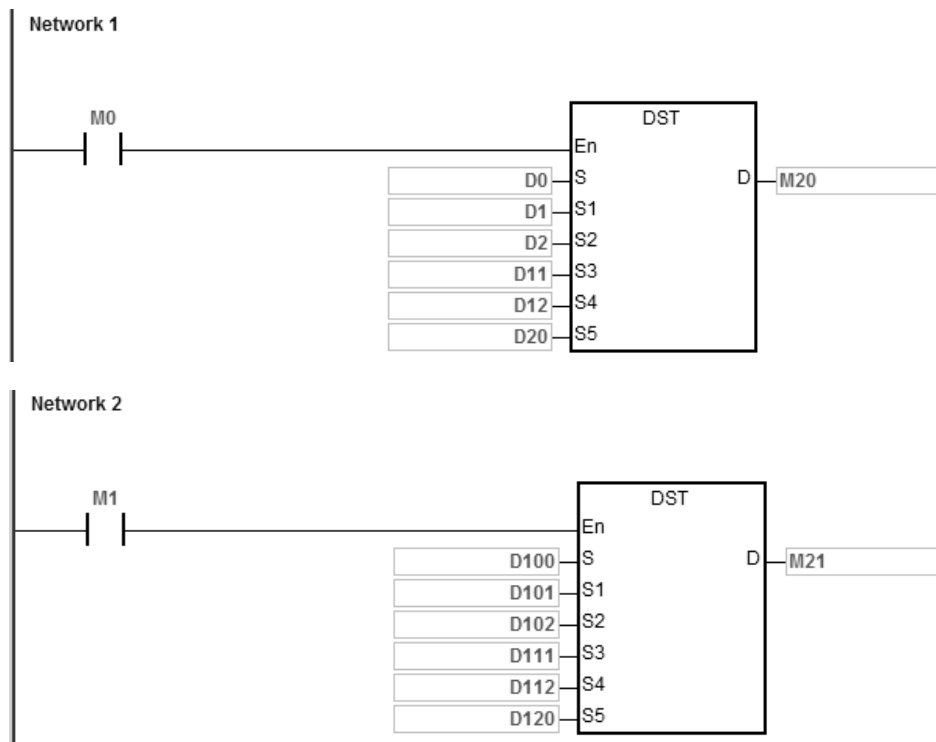 Network 1
M0
DST
En
D0 S D M20
D1 S1
D2 S2
D11 S3
D12 S4
D20 S5
Network 2
M1
DST
En
D100 S D M21
D101 S1
D102 S2
D111 S3
D112 S4
D120 S5